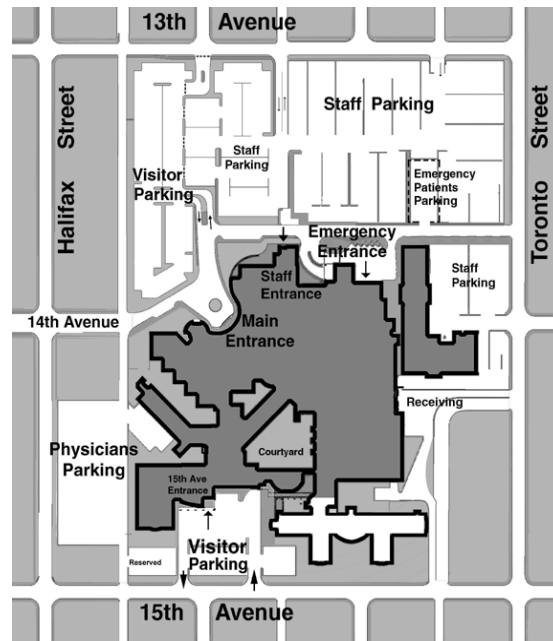 13th Avenue
Halifax Street
Toronto Street
Staff Parking
Staff
Parking
Visitor
Parking
Emergency
Patients
Parking
Emergency
Entrance
Staff
Entrance
Staff
Parking
Main
Entrance
14th Avenue
Receiving
Physicians
Parking
Courtyard
15th Ave
Entrance
Visitor
Parking
Reserved
15th Avenue